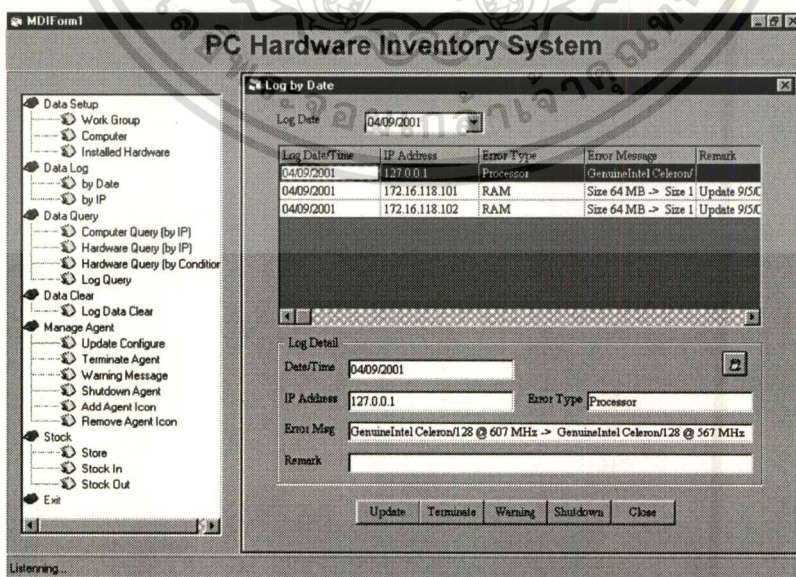 MDIForm1
PC Hardware Inventory System
Data Setup
Work Group
Computer
Installed Hardware
Data Log
by Date
by IP
Data Query
Computer Query (by IP)
Hardware Query (by IP)
Hardware Query (by Condition
Log Query
Data Clear
Log Data Clear
Manage Agent
Update Configure
Terminate Agent
Warning Message
Shutdown Agent
Add Agent Icon
Remove Agent Icon
Stock
Store
Stock In
Stock Out
Exit
Log by Date
Log Date 04/09/2001
Log Date/Time IP Address Error Type Error Message Remark
04/09/2001 127.0.0.1 Processor GenuineIntel Celeron/
04/09/2001 172.16.118.101 RAM Size 64 MB -> Size 1 Update 9/5/0
04/09/2001 172.16.118.102 RAM Size 64 MB -> Size 1 Update 9/5/0
Log Detail
Date/Time 04/09/2001
IP Address 127.0.0.1 Error Type Processor
Error Msg GenuineIntel Celeron/128 @ 607 MHz -> GenuineIntel Celeron/128 @ 567 MHz
Remark
Update Terminate Warning Shutdown Close
Listenning...